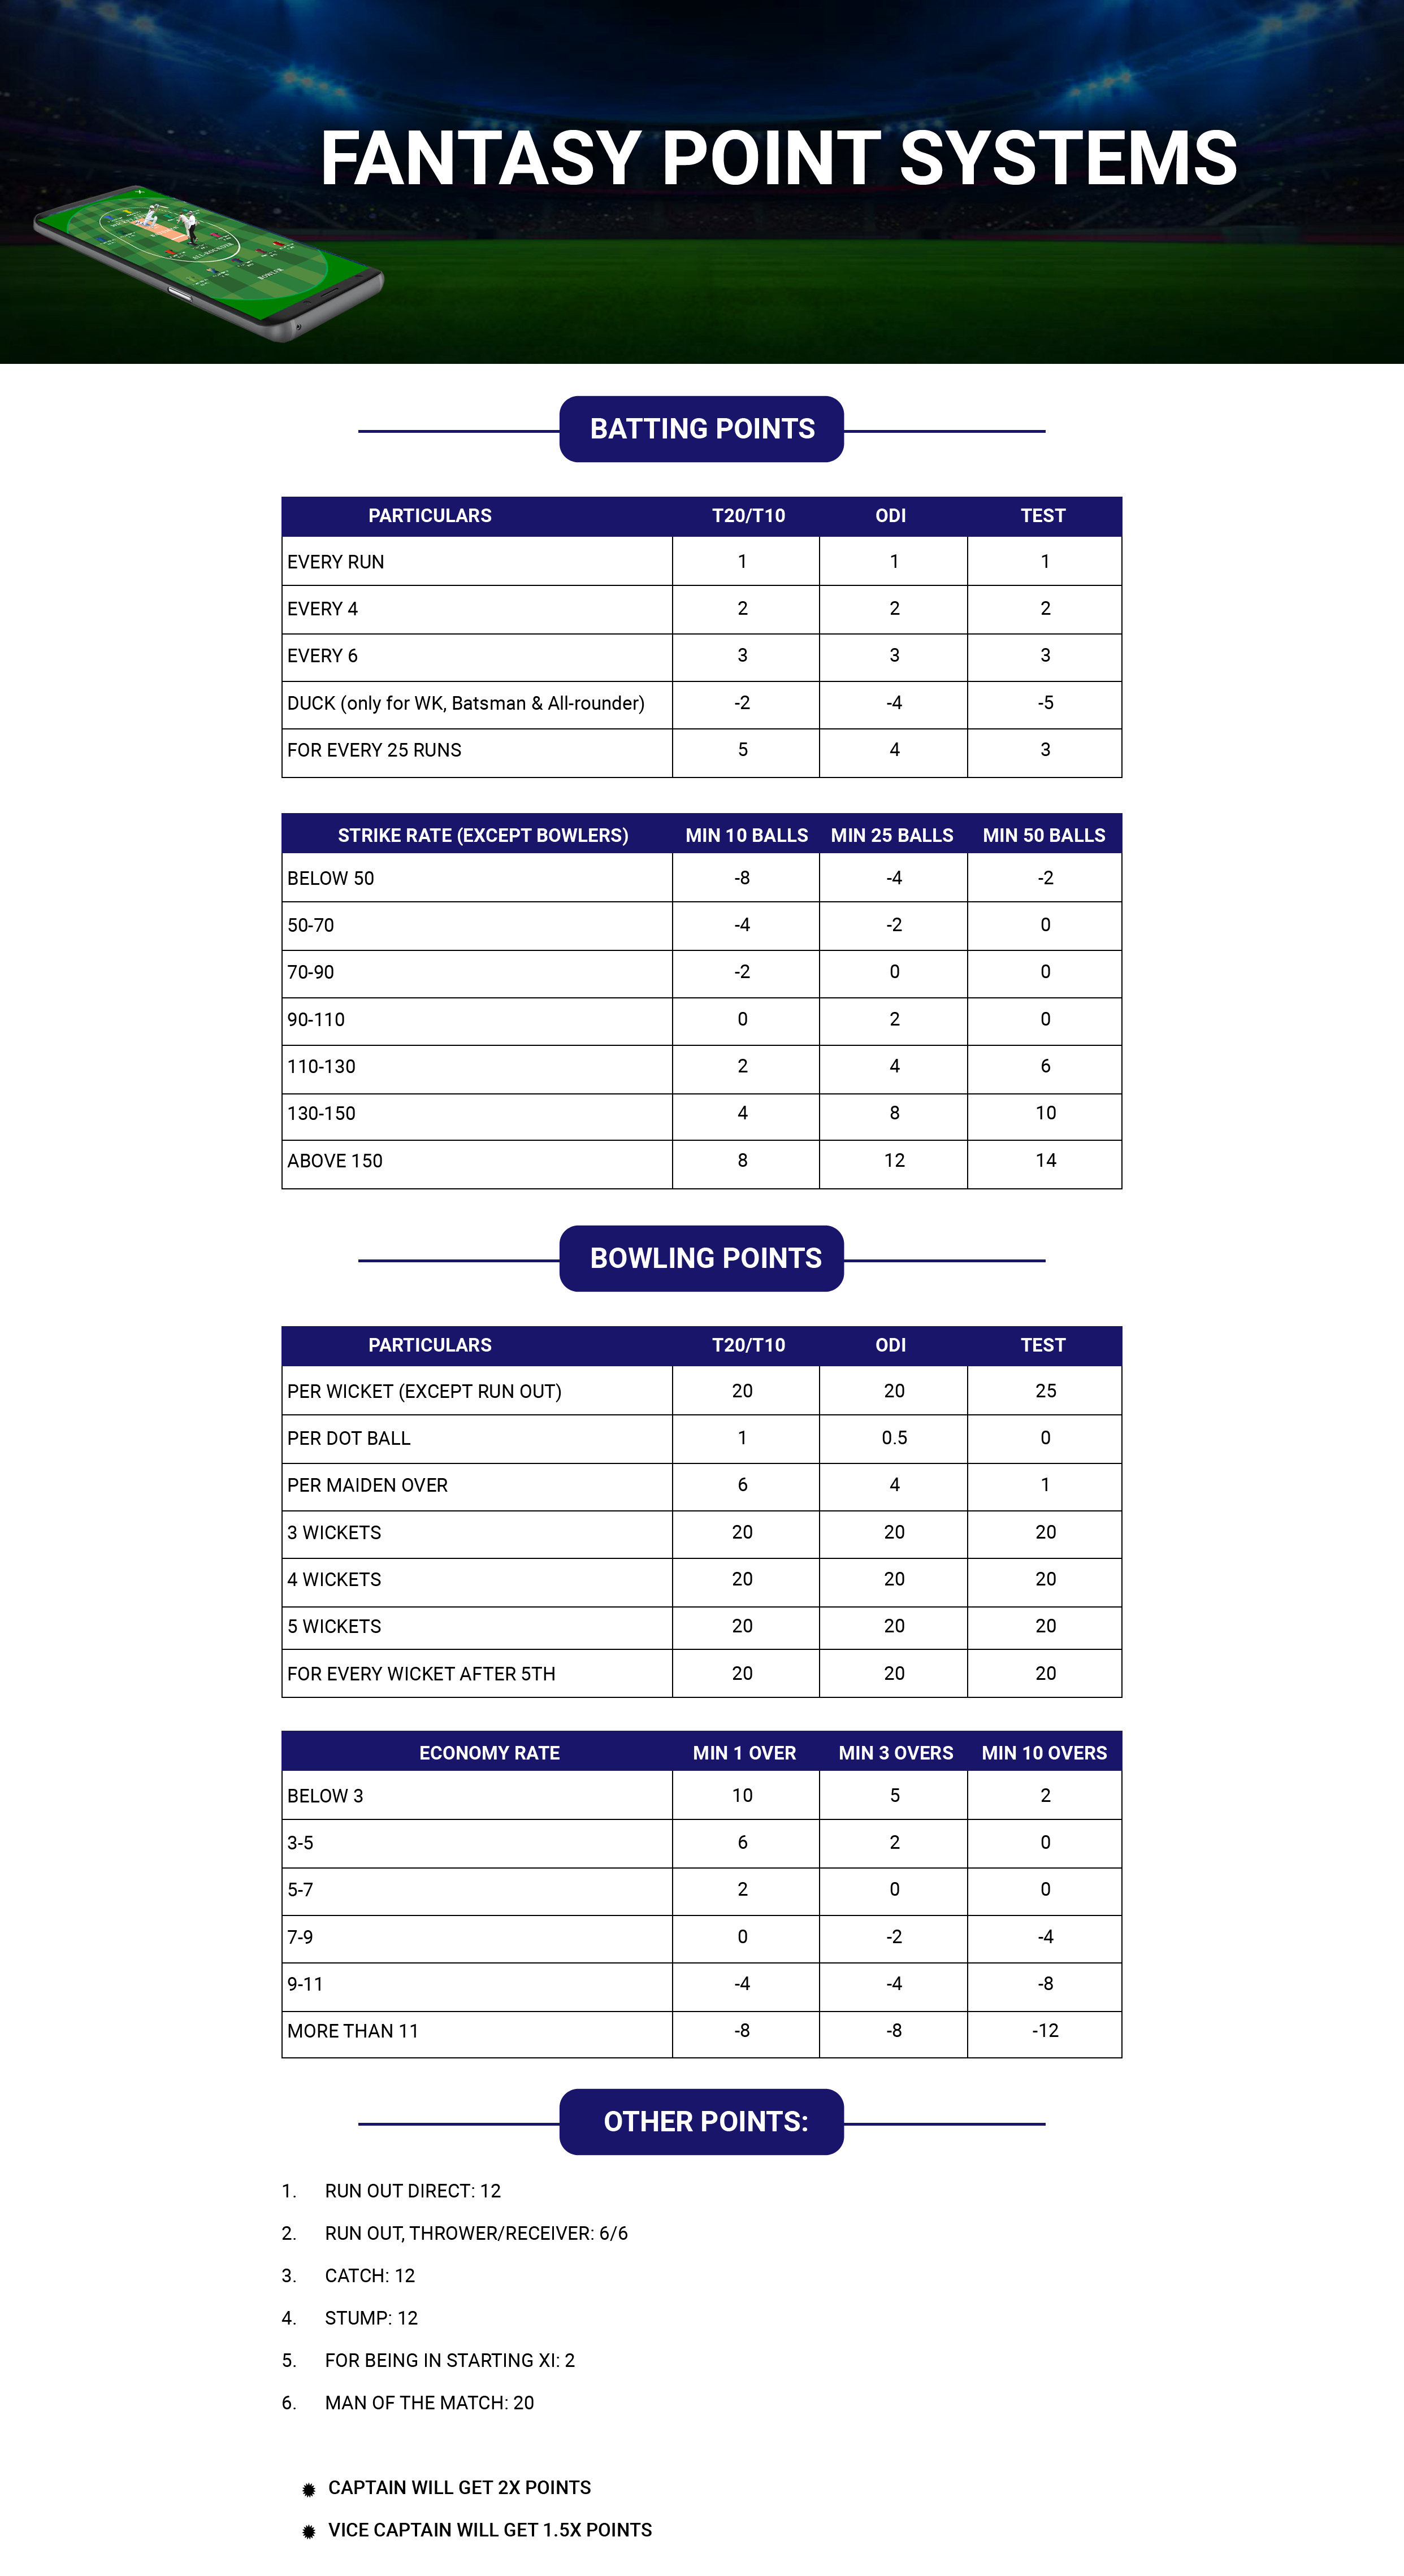 FANTASY POINT SYSTEMS
BATTING POINTS
PARTICULARS T20/T10 ODI TEST
EVERY RUN 1 1 1
EVERY 4 2 2 2
EVERY 6 3 3 3
DUCK (only for WK, Batsman & All-rounder) -2 -4 -5
FOR EVERY 25 RUNS 5 4 3
STRIKE RATE (EXCEPT BOWLERS) MIN 10 BALLS MIN 25 BALLS MIN 50 BALLS
BELOW 50 -8 -4 -2
50-70 -4 -2 0
70-90 -2 0 0
90-110 0 2 0
110-130 2 4 6
130-150 4 8 10
ABOVE 150 8 12 14
BOWLING POINTS
PARTICULARS T20/T10 ODI TEST
PER WICKET (EXCEPT RUN OUT) 20 20 25
PER DOT BALL 1 0.5 0
PER MAIDEN OVER 6 4 1
3 WICKETS 20 20 20
4 WICKETS 20 20 20
5 WICKETS 20 20 20
FOR EVERY WICKET AFTER 5TH 20 20 20
ECONOMY RATE MIN 1 OVER MIN 3 OVERS MIN 10 OVERS
BELOW 3 10 5 2
3-5 6 2 0
5-7 2 0 0
7-9 0 -2 -4
9-11 -4 -4 -8
MORE THAN 11 -8 -8 -12
OTHER POINTS:
1. RUN OUT DIRECT: 12
2. RUN OUT, THROWER/RECEIVER: 6/6
3. CATCH: 12
4. STUMP: 12
5. FOR BEING IN STARTING XI: 2
6. MAN OF THE MATCH: 20
CAPTAIN WILL GET 2X POINTS
VICE CAPTAIN WILL GET 1.5X POINTS